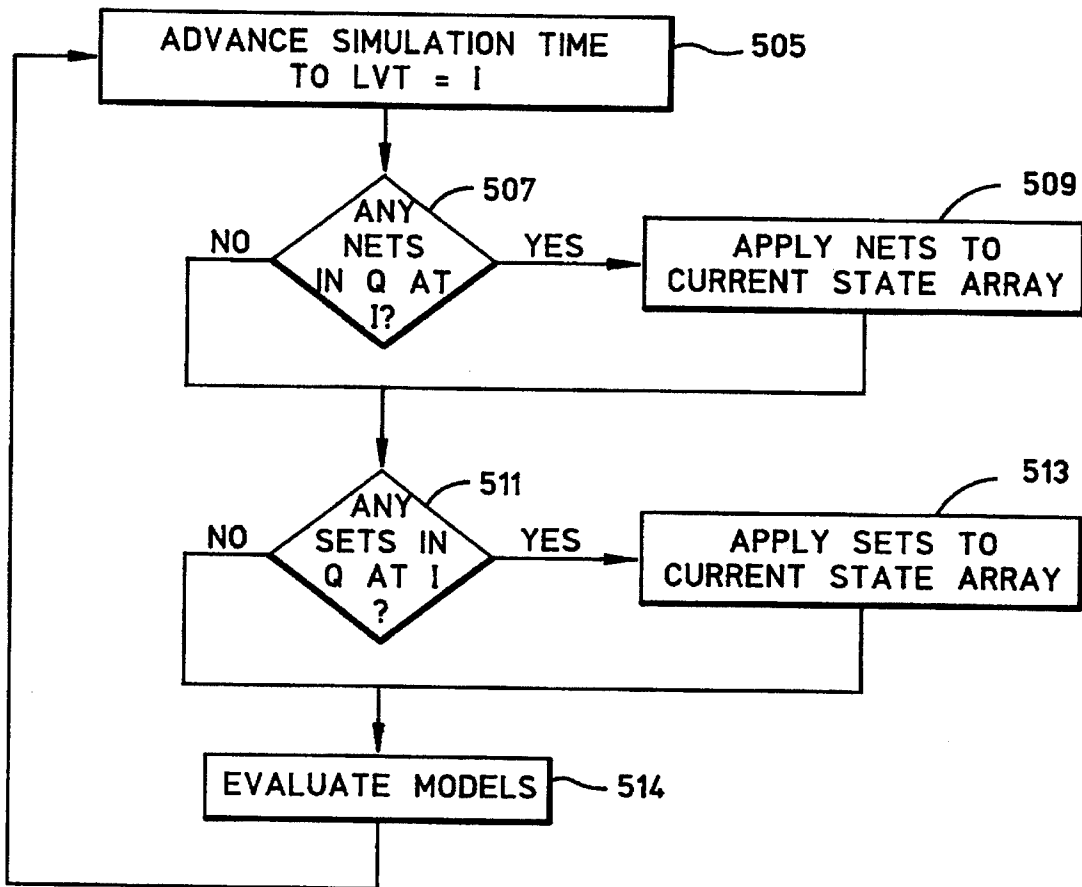 ADVANCE SIMULATION TIME
TO LVT = I
505
ANY
NETS
IN Q AT
I?
507
NO
YES
APPLY NETS TO
CURRENT STATE ARRAY
509
ANY
SETS IN
Q AT I
?
511
NO
YES
APPLY SETS TO
CURRENT STATE ARRAY
513
EVALUATE MODELS
514